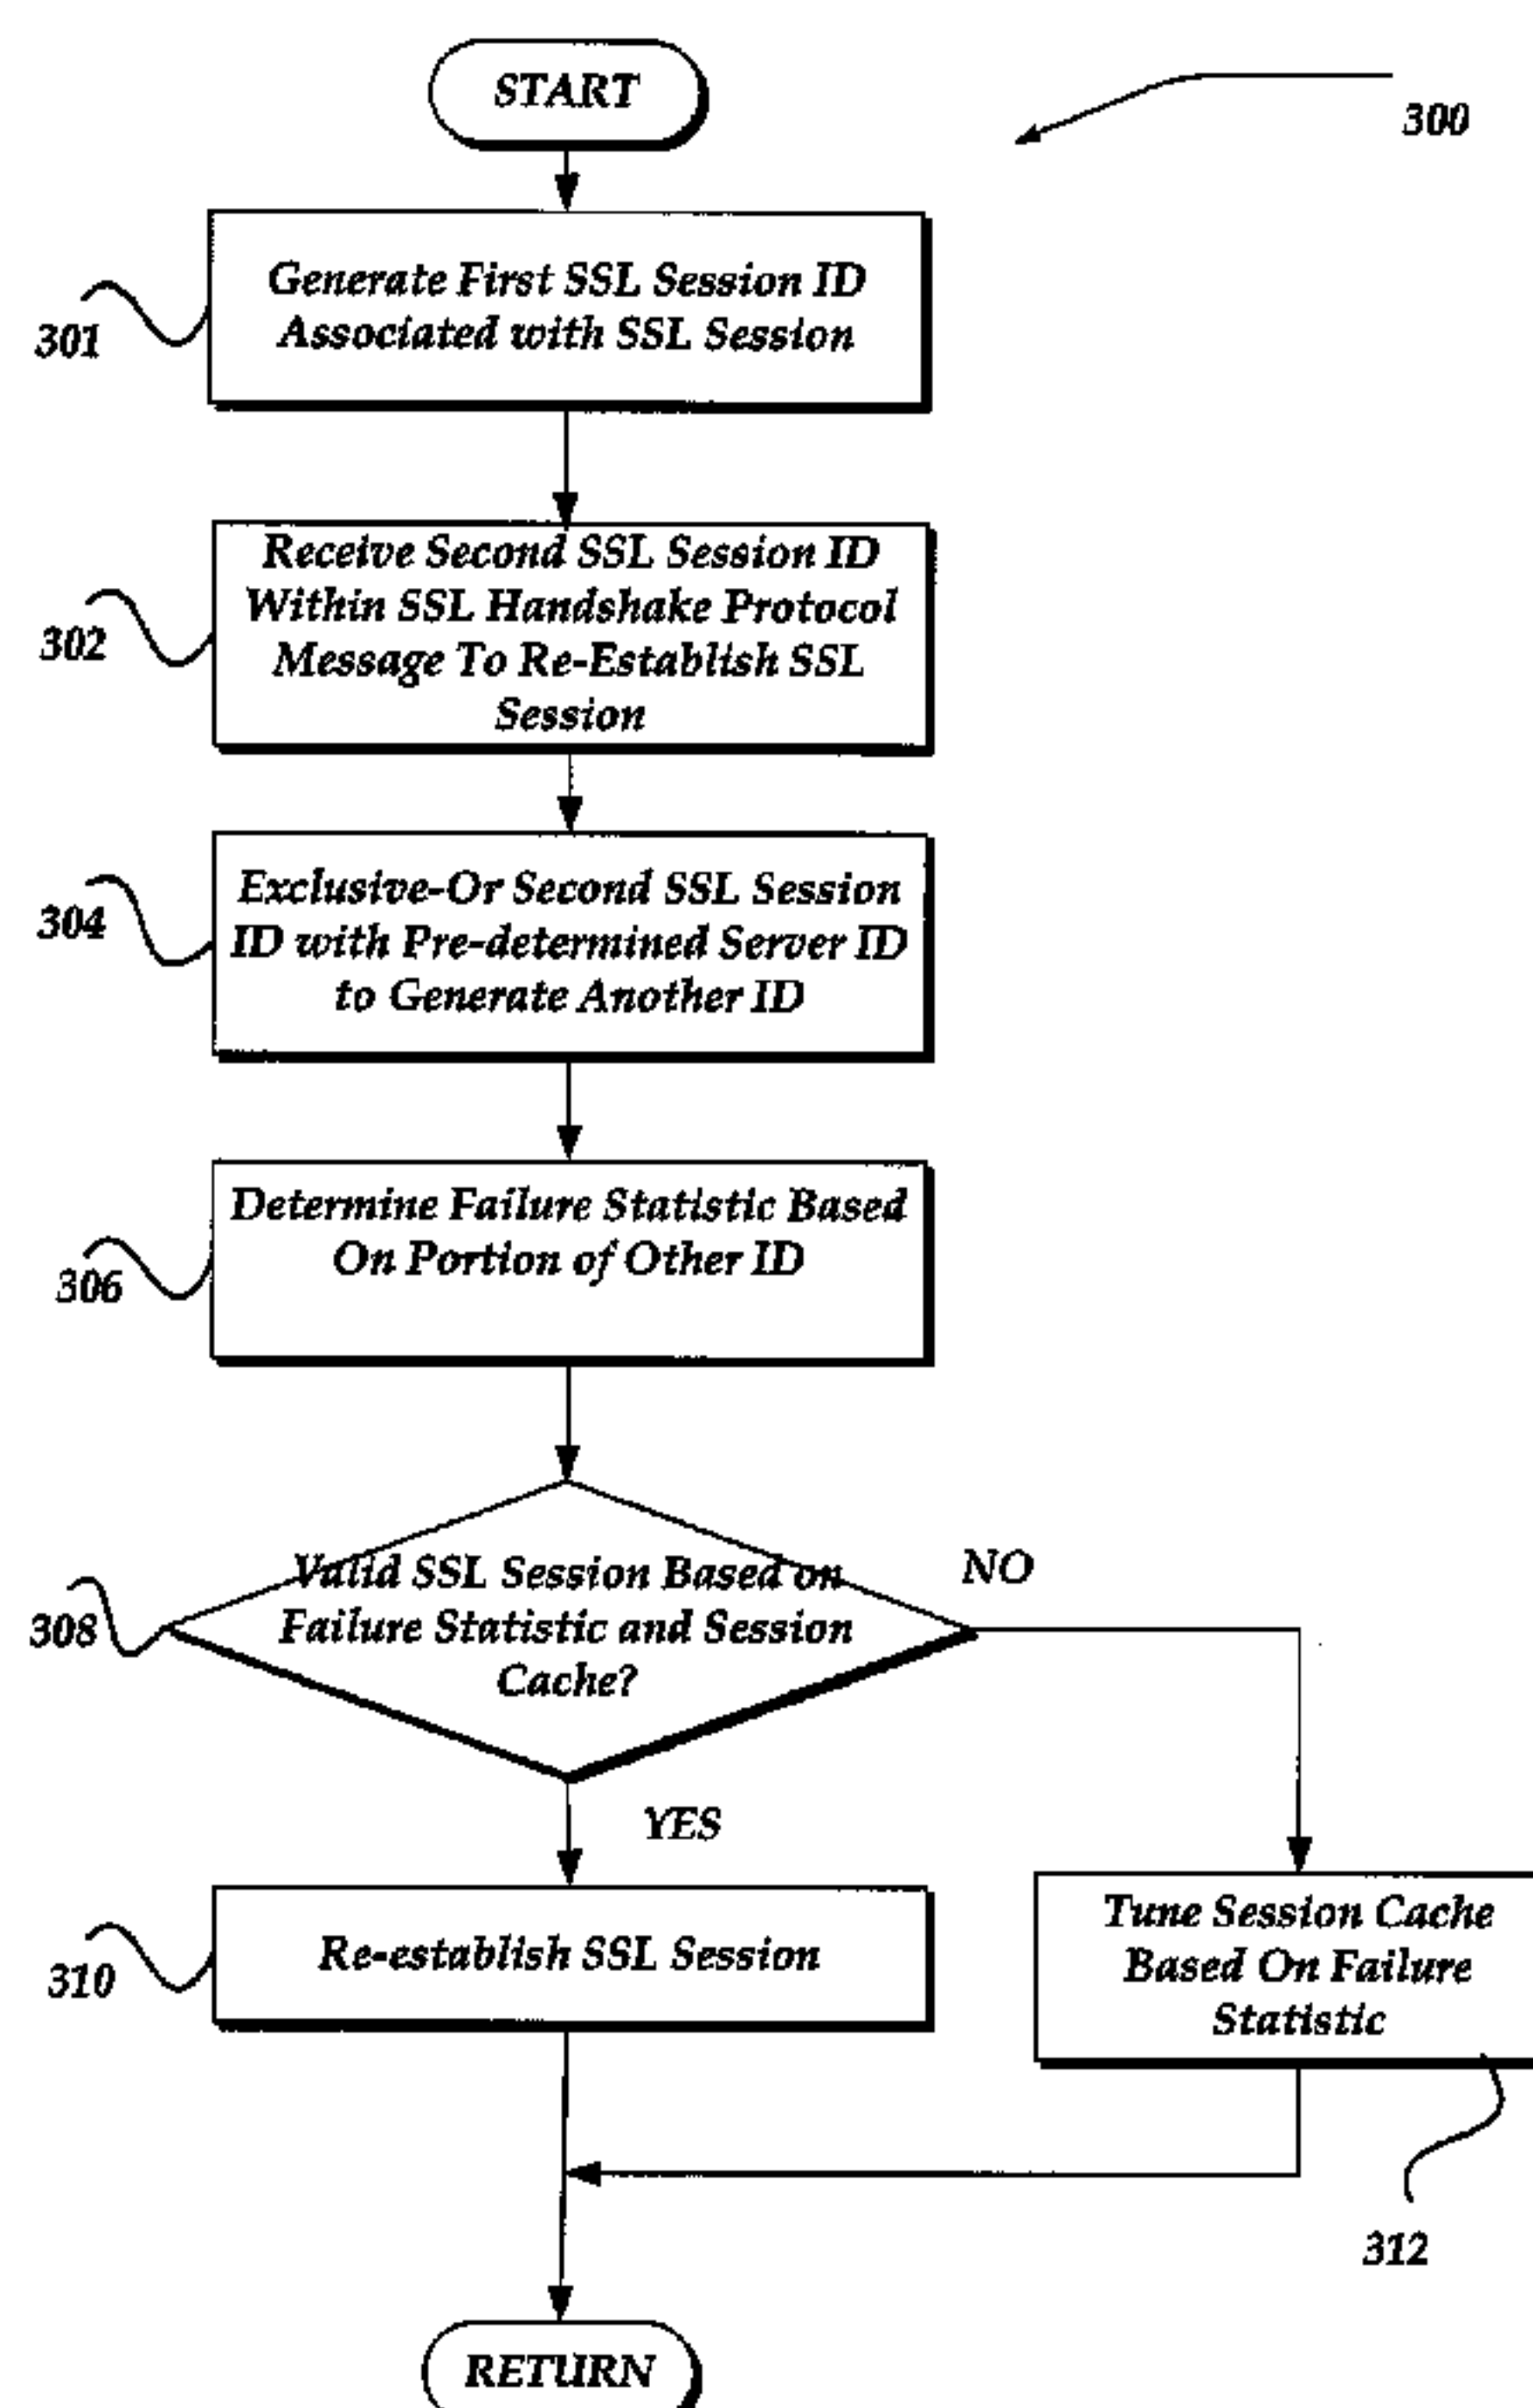 START
300
Generate First SSL Session ID
Associated with SSL Session
301
Receive Second SSL Session ID
Within SSL Handshake Protocol
Message To Re-Establish SSL
Session
302
Exclusive-Or Second SSL Session
ID with Pre-determined Server ID
to Generate Another ID
304
Determine Failure Statistic Based
On Portion of Other ID
306
Valid SSL Session Based on
Failure Statistic and Session
Cache?
308
NO
YES
Re-establish SSL Session
310
Tune Session Cache
Based On Failure
Statistic
312
RETURN